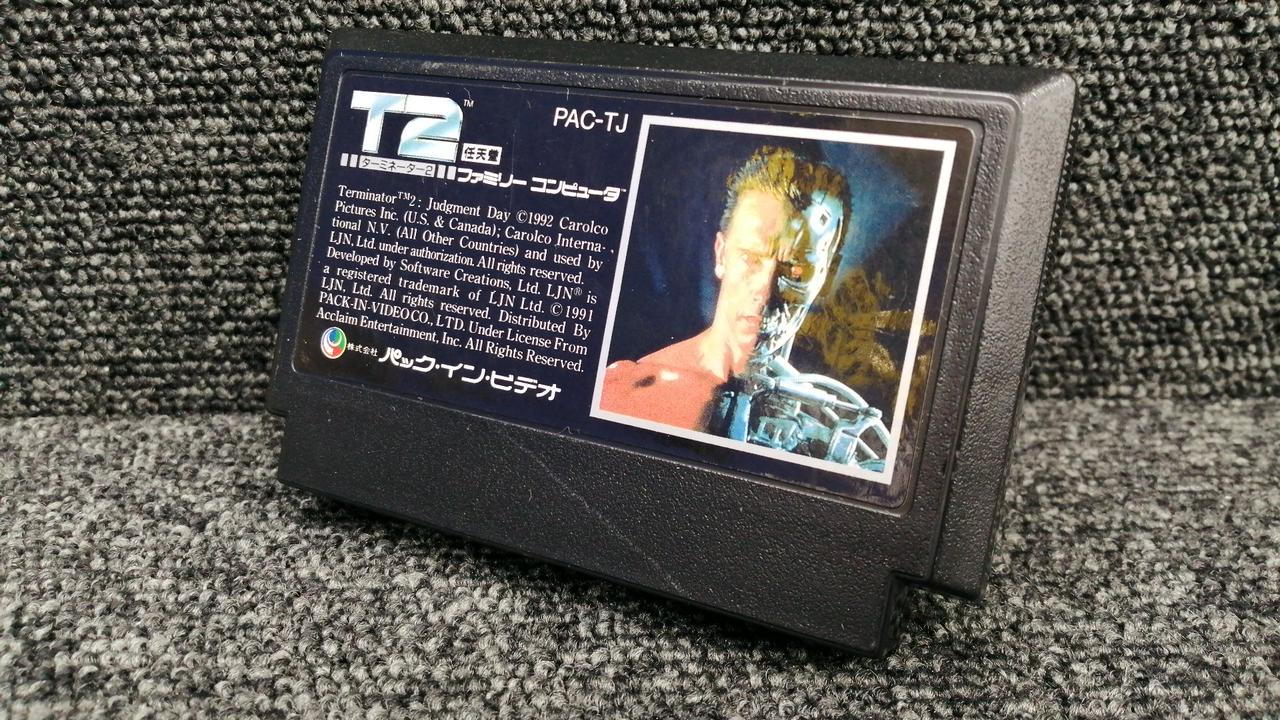 T2™
PAC-TJ
任天堂
ターミネーター2
ファミリー コンピュータ™
Terminator™2: Judgment Day ©1992 Carolco
Pictures Inc. (U.S. & Canada); Carolco Interna-
tional N.V. (All Other Countries) and used by
LJN, Ltd. under authorization. All rights reserved.
Developed by Software Creations, Ltd. LJN® is
a registered trademark of LJN Ltd. ©1991
LJN, Ltd. All rights reserved. Distributed By
PACK-IN-VIDEO CO., LTD. Under License From
Acclaim Entertainment, Inc. All Rights Reserved.
株式会社 パック・イン・ビデオ